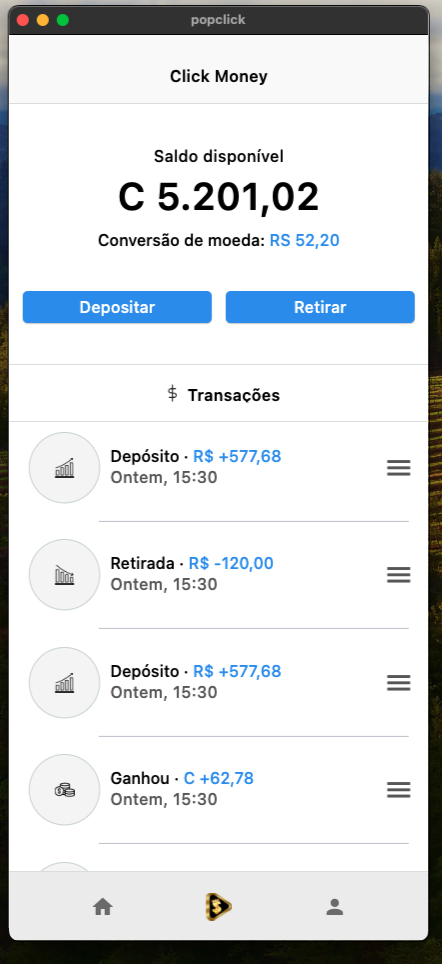 popclick
Click Money
Saldo disponível
C 5.201,02
Conversão de moeda: RS 52,20
Depositar
Retirar
$ Transações
Depósito · R$ +577,68
Ontem, 15:30
Retirada · R$ -120,00
Ontem, 15:30
Depósito · R$ +577,68
Ontem, 15:30
Ganhou · C +62,78
Ontem, 15:30